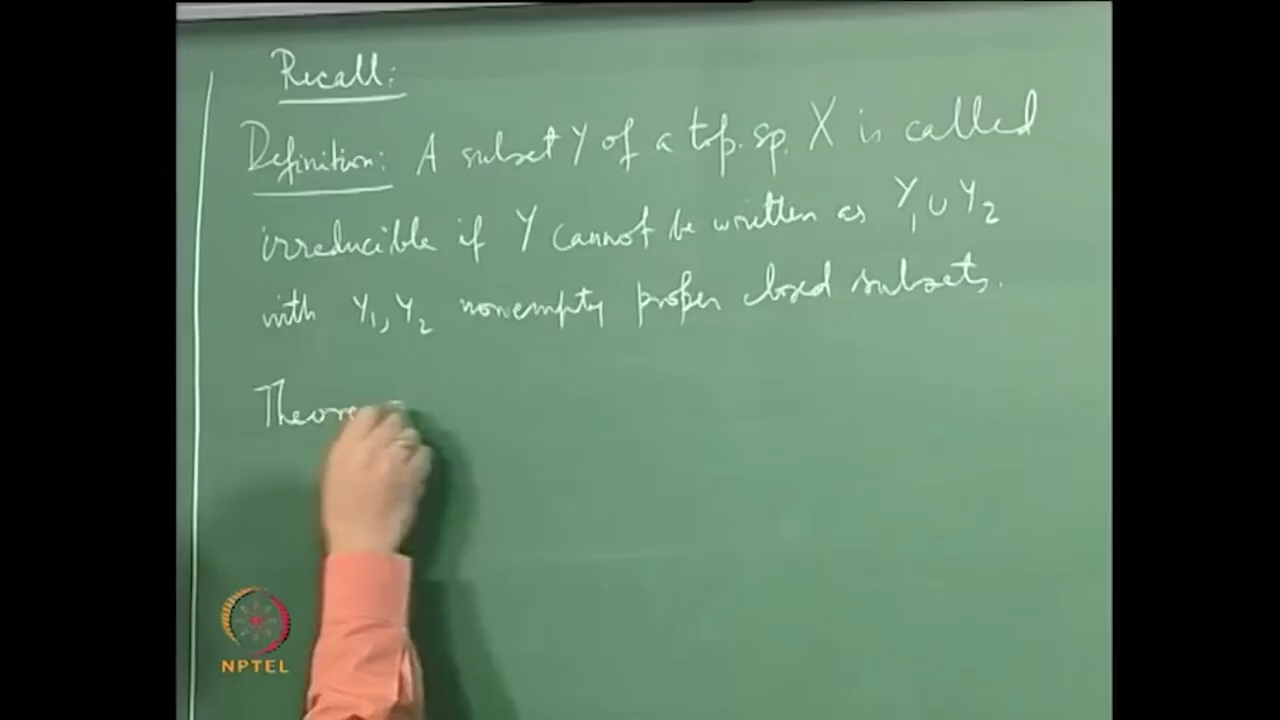 Recall:
Definition: A subset Y of a top. sp. X is called
irreducible if Y cannot be written as Y₁ ∪ Y₂
with Y₁, Y₂ nonempty proper closed subsets.
Theore
NPTEL